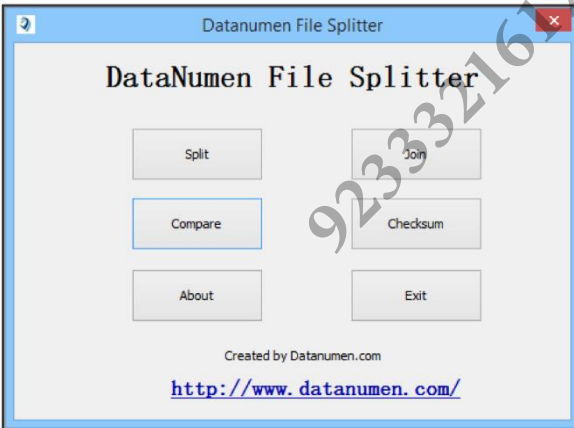 Datanumen File Splitter
DataNumen File Splitter
Split
Join
Compare
Checksum
About
Exit
Created by Datanumen.com
http://www.datanumen.com/